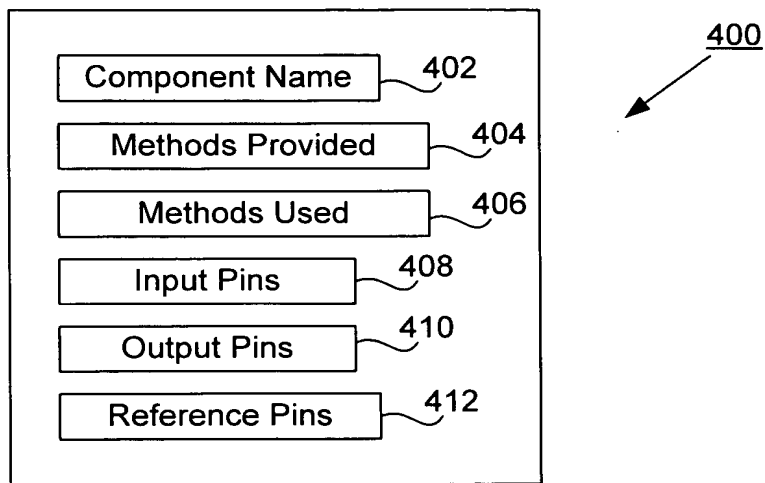 400
Component Name 402
Methods Provided 404
Methods Used 406
Input Pins 408
Output Pins 410
Reference Pins 412